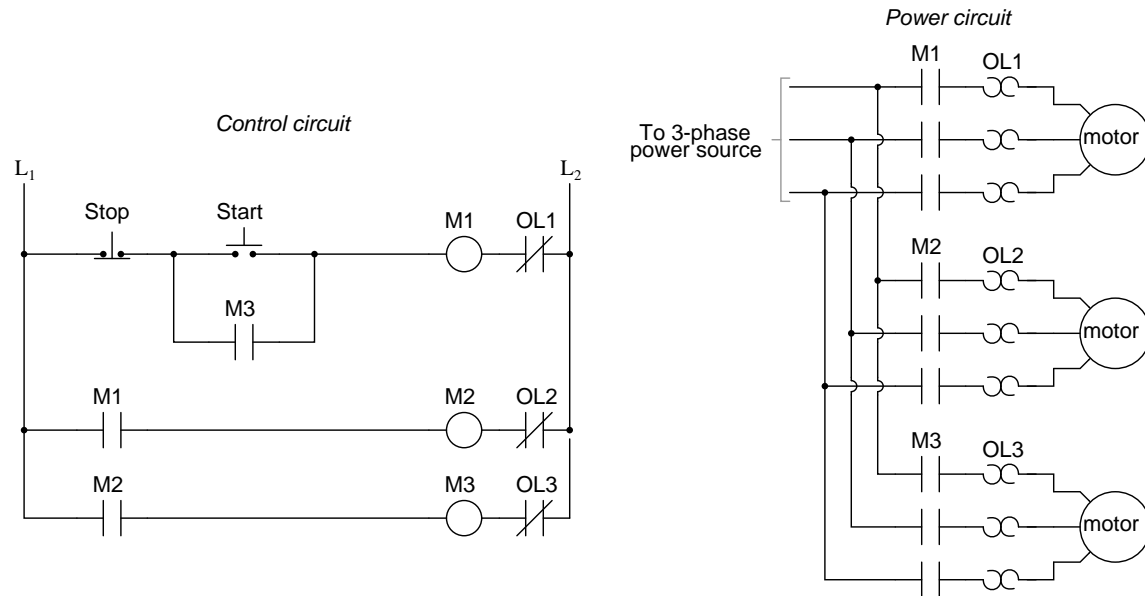 Power circuit
M1
OL1
motor
To 3-phase
power source
Control circuit
L1
L2
Stop
Start
M1
OL1
M3
M1
M2
OL2
M2
M3
OL3
M2
OL2
motor
M3
OL3
motor